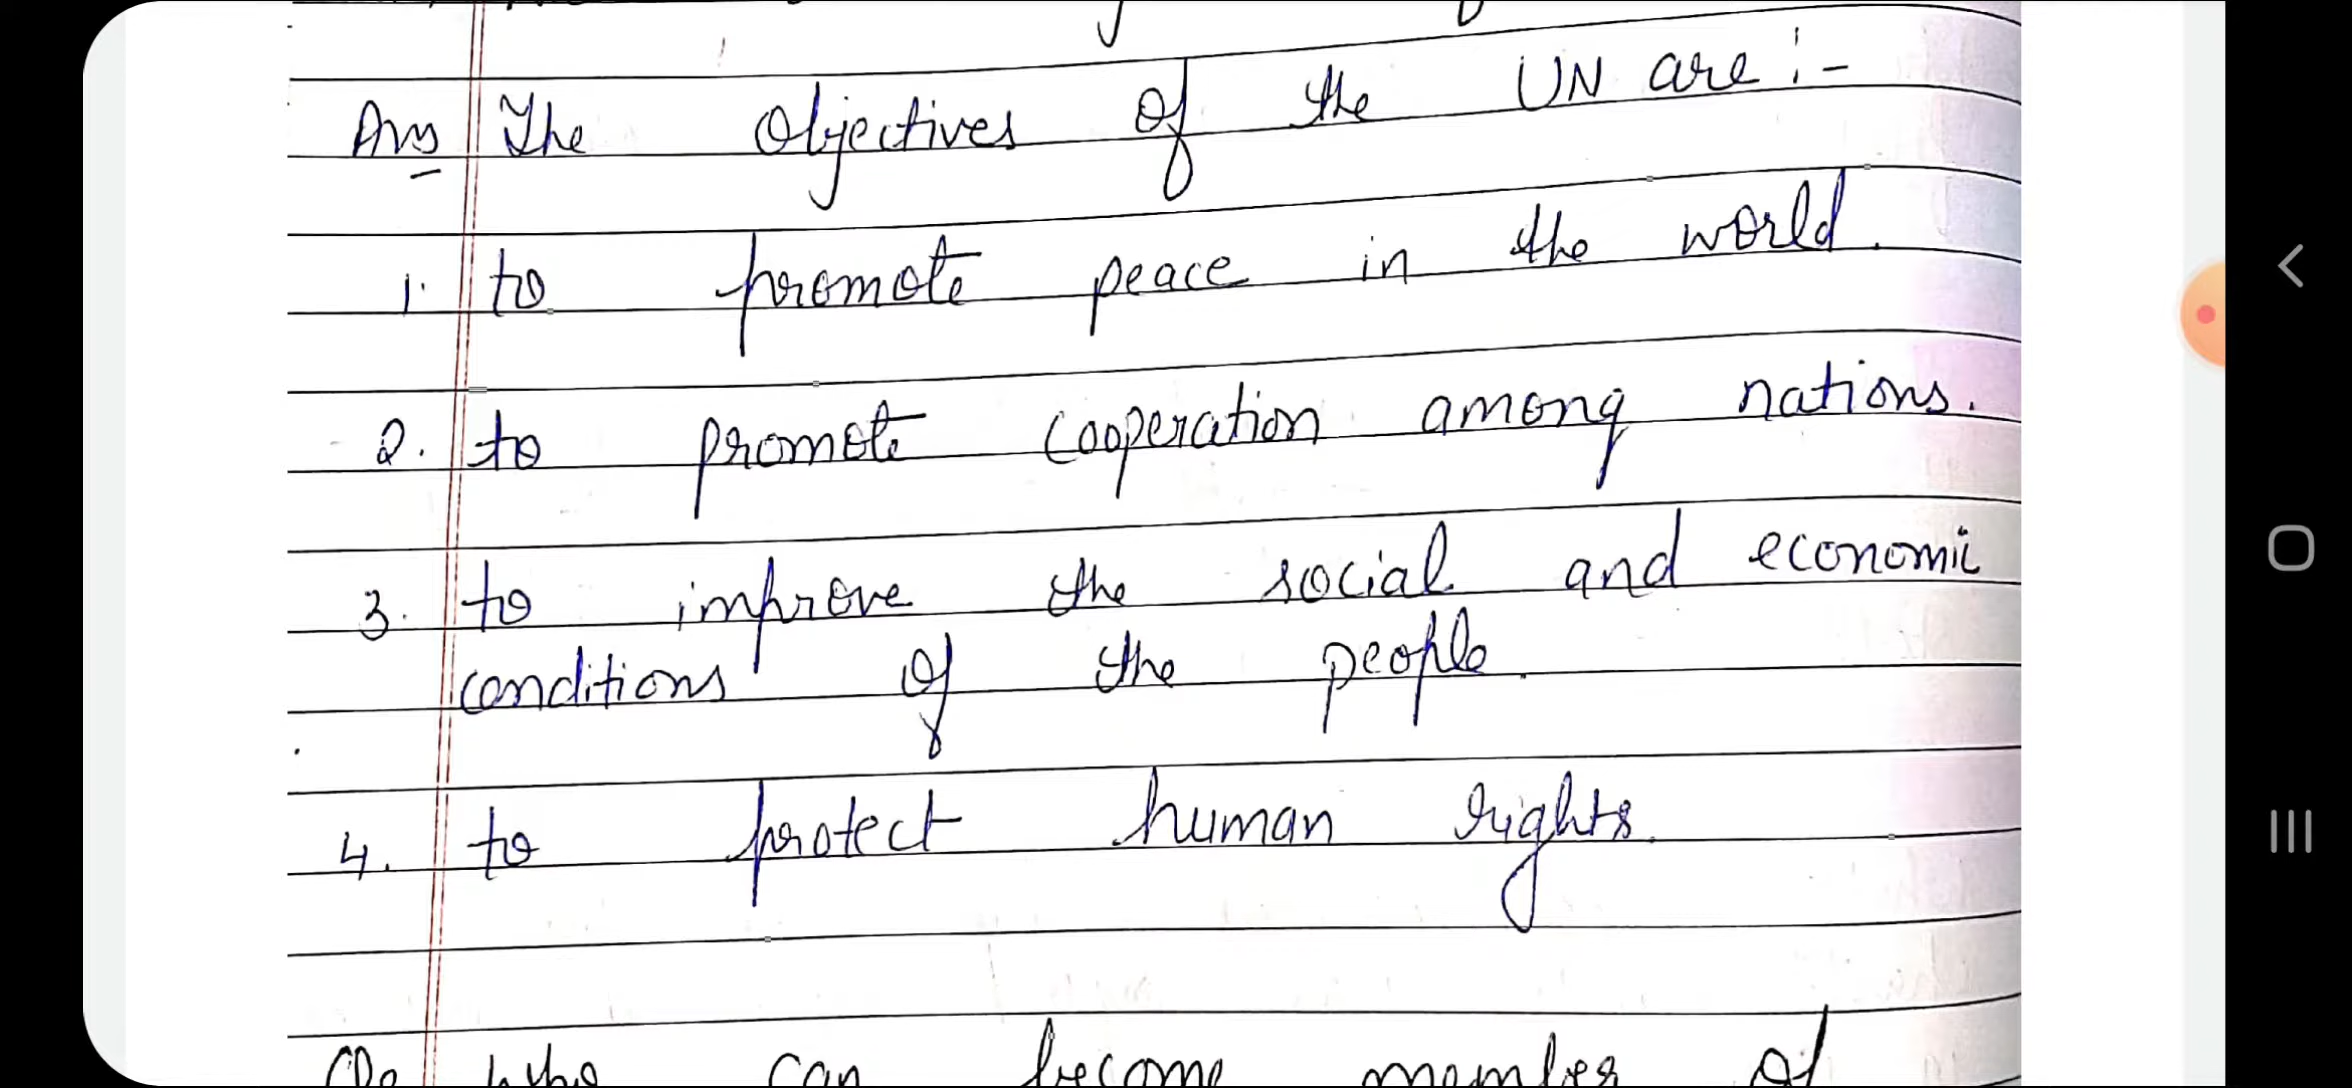 Ans The Objectives of the UN are :-
1. to promote peace in the world.
2. to promote cooperation among nations.
3. to improve the social and economic
conditions of the people.
4. to protect human rights.
who can become member of